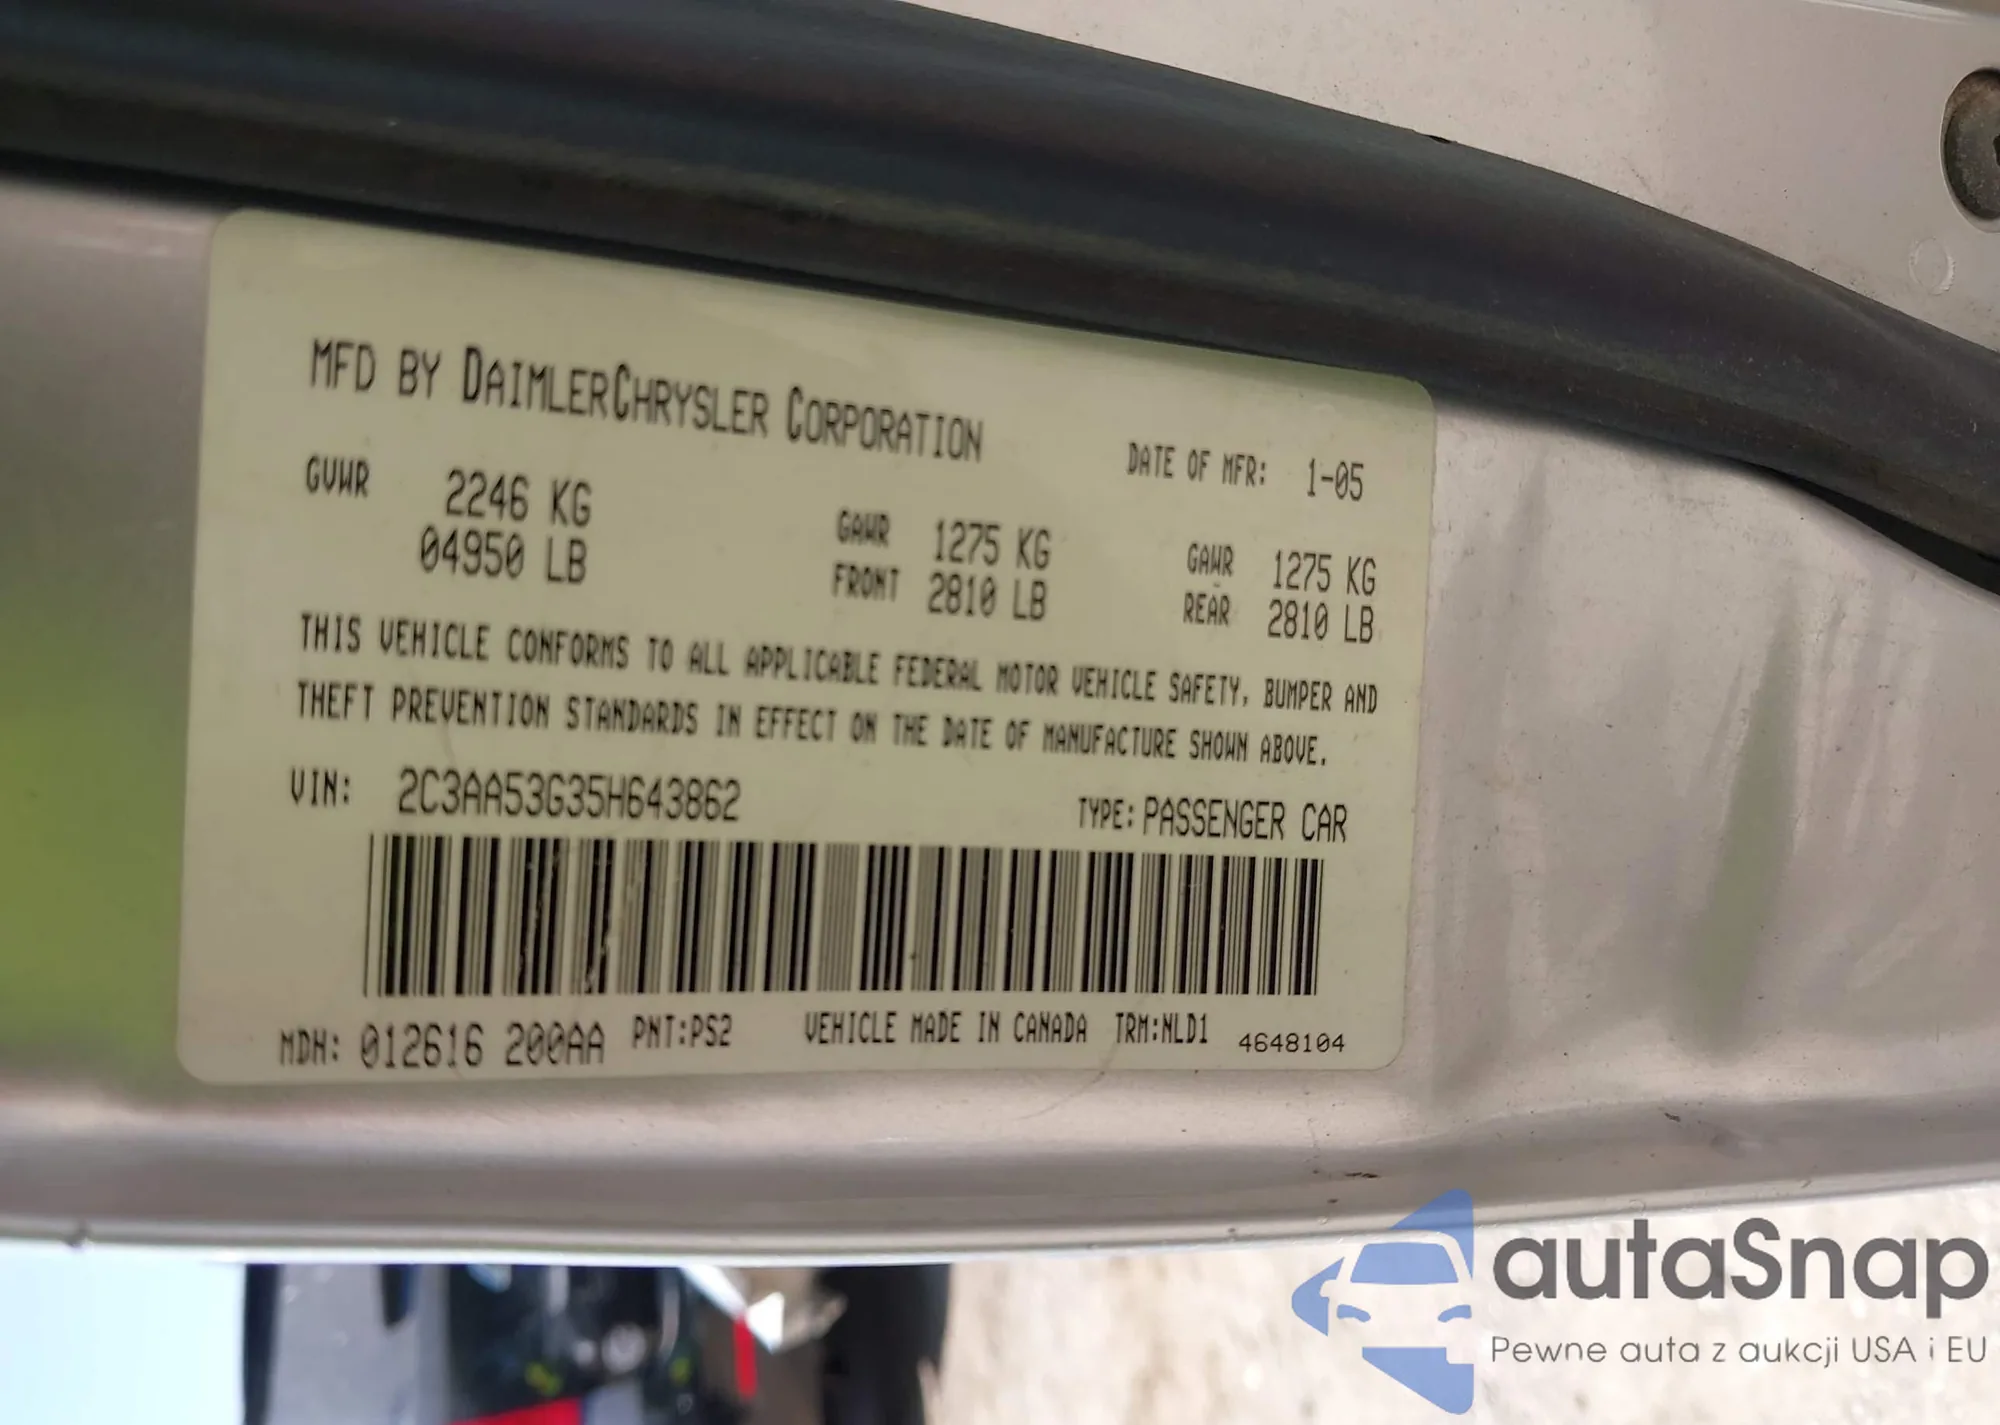 MFD BY DAIMLERCHRYSLER CORPORATION
DATE OF MFR: 1-05
GVWR 2246 KG
04950 LB
GAWR 1275 KG
FRONT 2810 LB
GAWR 1275 KG
REAR 2810 LB
THIS VEHICLE CONFORMS TO ALL APPLICABLE FEDERAL MOTOR VEHICLE SAFETY, BUMPER AND
THEFT PREVENTION STANDARDS IN EFFECT ON THE DATE OF MANUFACTURE SHOWN ABOVE.
VIN: 2C3AA53G35H643862
TYPE: PASSENGER CAR
MDH: 012616 200AA PNT:PS2 VEHICLE MADE IN CANADA TRM:NLD1 4648104
autaSnap
Pewne auta z aukcji USA i EU